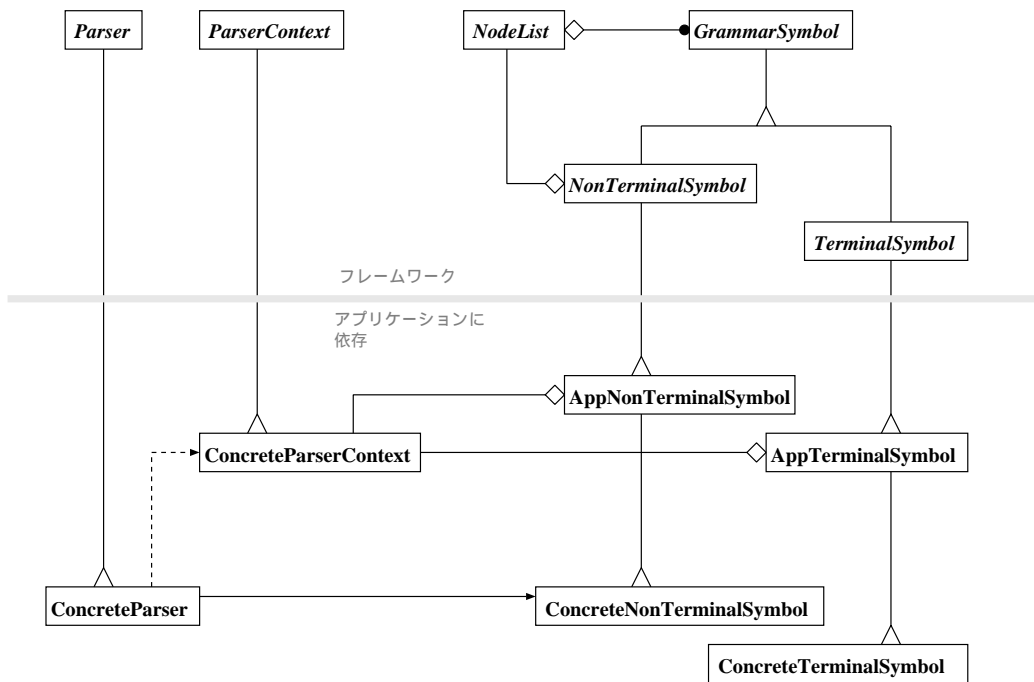 Parser
ParserContext
NodeList
GrammarSymbol
NonTerminalSymbol
TerminalSymbol
フレームワーク
アプリケーションに
依存
AppNonTerminalSymbol
ConcreteParserContext
AppTerminalSymbol
ConcreteParser
ConcreteNonTerminalSymbol
ConcreteTerminalSymbol